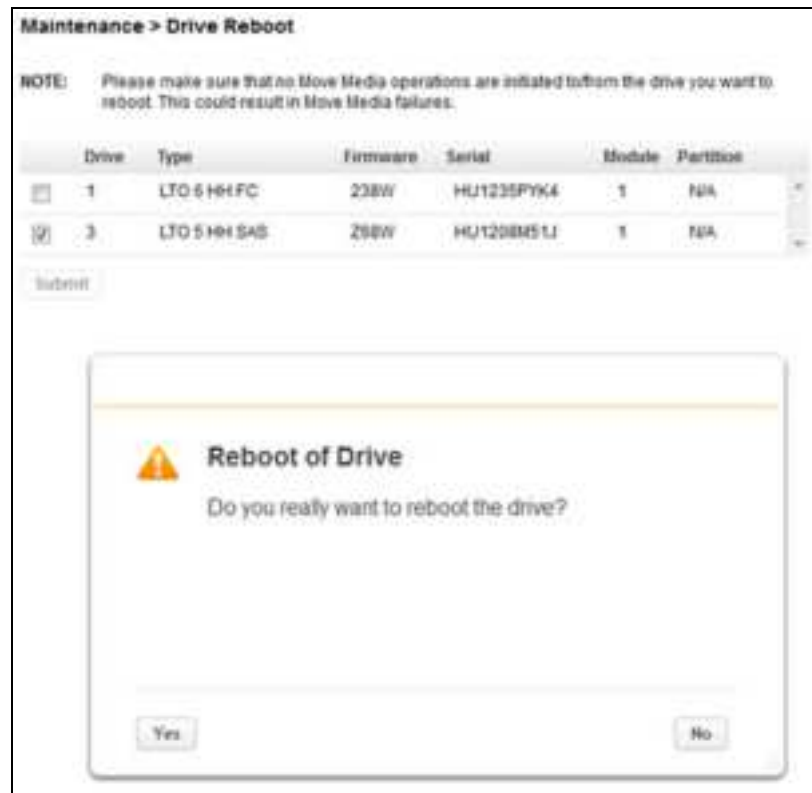 Maintenance > Drive Reboot
NOTE: Please make sure that no Move Media operations are initiated to/from the drive you want to
reboot. This could result in Move Media failures.
Drive Type Firmware Serial Module Partition
1 LTO 6 HH FC 238W HU1235PYK4 1 N/A
3 LTO 5 HH SAS Z68W HU1208M51J 1 N/A
Submit
Reboot of Drive
Do you really want to reboot the drive?
Yes No